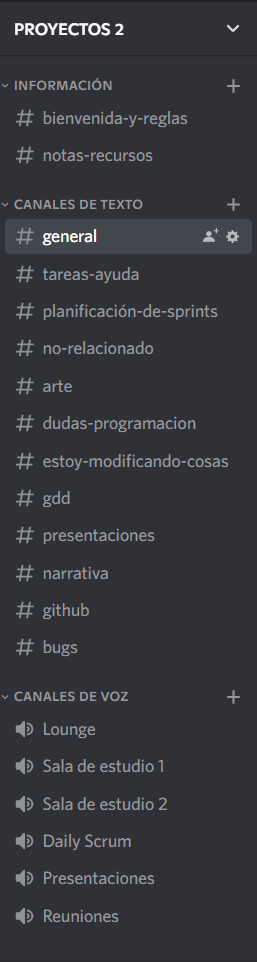 PROYECTOS 2
INFORMACIÓN
# bienvenida-y-reglas
# notas-recursos
CANALES DE TEXTO
# general
# tareas-ayuda
# planificación-de-sprints
# no-relacionado
# arte
# dudas-programacion
# estoy-modificando-cosas
# gdd
# presentaciones
# narrativa
# github
# bugs
CANALES DE VOZ
Lounge
Sala de estudio 1
Sala de estudio 2
Daily Scrum
Presentaciones
Reuniones